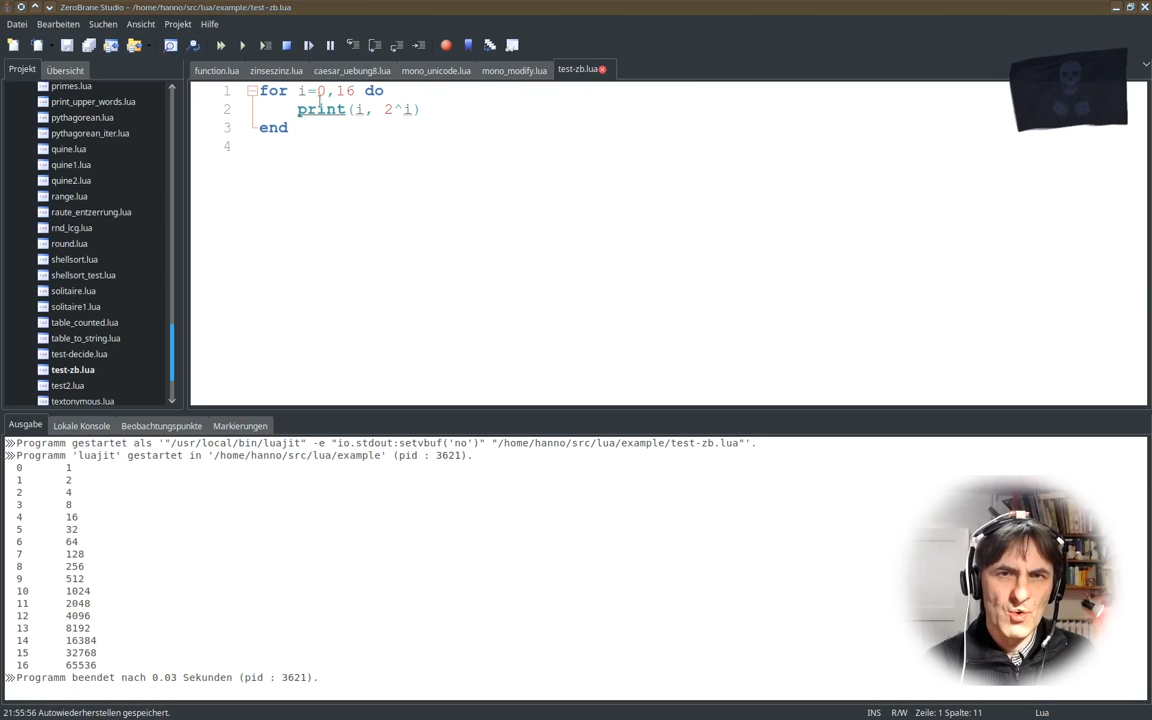 ZeroBrane Studio - /home/hanno/src/lua/example/test-zb.lua
Datei Bearbeiten Suchen Ansicht Projekt Hilfe
Projekt Übersicht
function.lua zinseszinz.lua caesar_uebung8.lua mono_unicode.lua mono_modify.lua test-zb.lua
primes.lua
print_upper_words.lua
pythagorean.lua
pythagorean_iter.lua
quine.lua
quine1.lua
quine2.lua
range.lua
raute_entzerrung.lua
rnd_lcg.lua
round.lua
shellsort.lua
shellsort_test.lua
solitaire.lua
solitaire1.lua
table_counted.lua
table_to_string.lua
test-decide.lua
test-zb.lua
test2.lua
textonymous.lua
1 for i=0,16 do
2 print(i, 2^i)
3 end
4
Ausgabe Lokale Konsole Beobachtungspunkte Markierungen
Programm gestartet als '"/usr/local/bin/luajit" -e "io.stdout:setvbuf('no')" "/home/hanno/src/lua/example/test-zb.lua"'.
Programm 'luajit' gestartet in '/home/hanno/src/lua/example' (pid : 3621).
0 1
1 2
2 4
3 8
4 16
5 32
6 64
7 128
8 256
9 512
10 1024
11 2048
12 4096
13 8192
14 16384
15 32768
16 65536
Programm beendet nach 0.03 Sekunden (pid : 3621).
21:55:56 Autowiederherstellen gespeichert.
INS R/W Zeile: 1 Spalte: 11 Lua